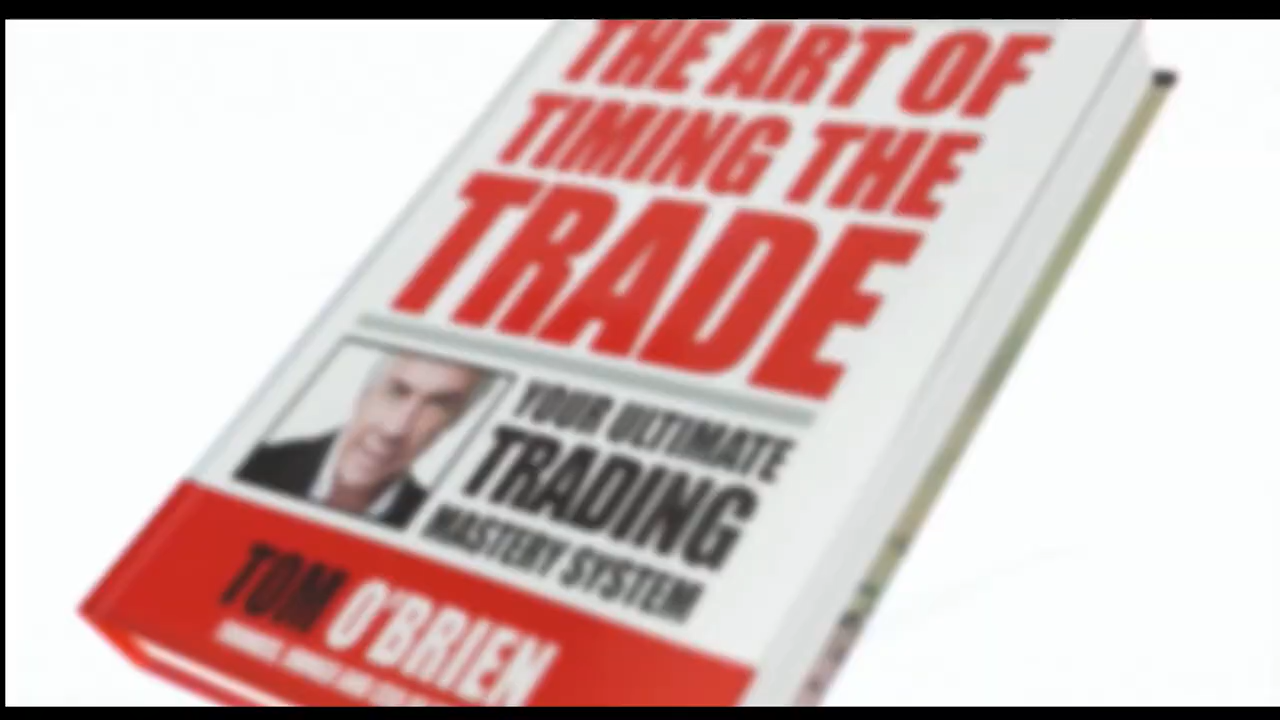 THE ART OF
TIMING THE
TRADE
YOUR ULTIMATE
TRADING
MASTERY SYSTEM
TOM O'BRIEN